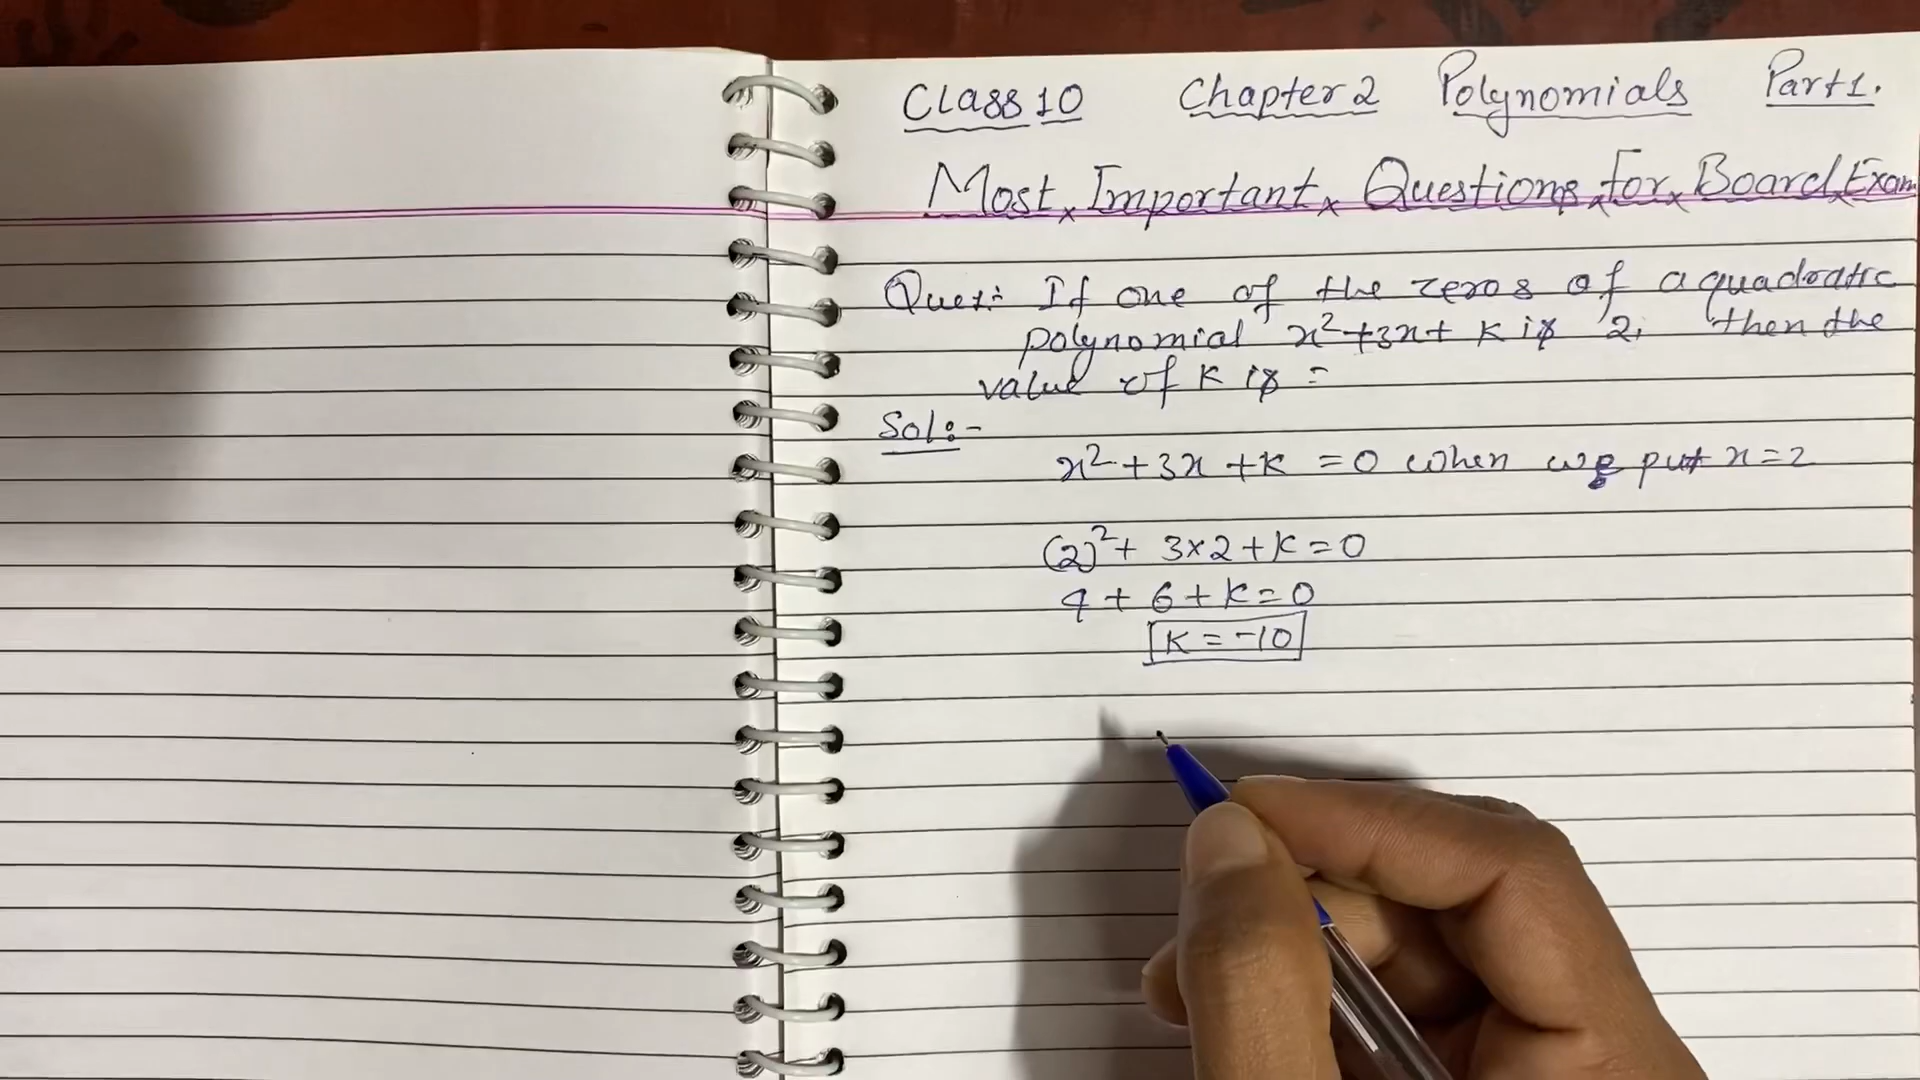 Class 10 Chapter 2 Polynomials Part 1.
Most Important Questions for Board Exam
Ques1: If one of the zeros of a quadratic
polynomial x²+3x+ K is 2, then the
value of K is =
Sol:-
x²+3x+K = 0 when we put x=2
(2)²+ 3×2+K=0
4 + 6+K=0
K = -10